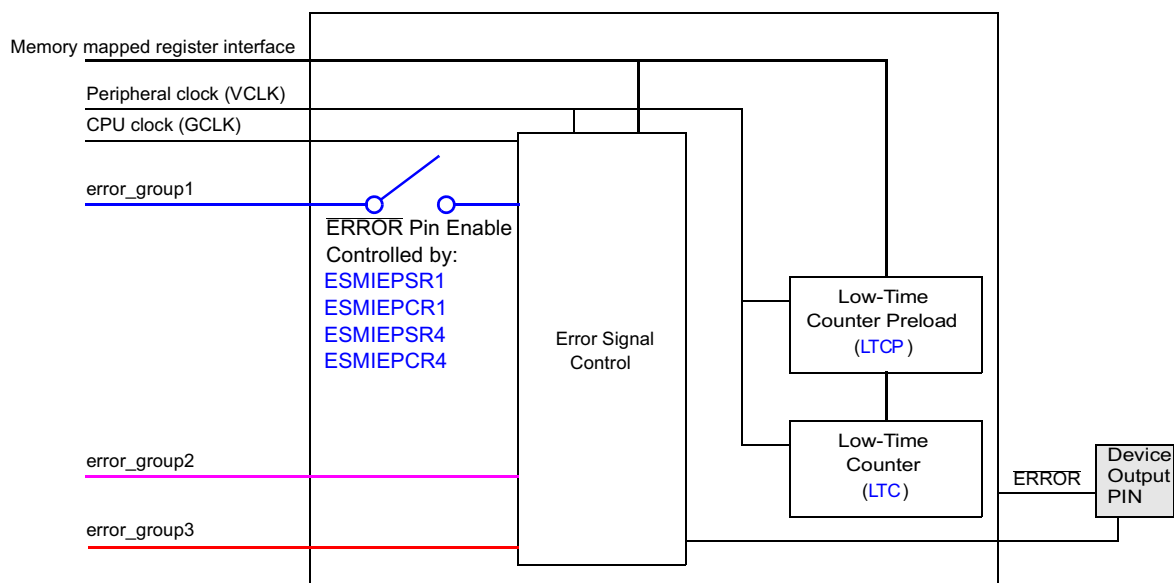 Memory mapped register interface
Peripheral clock (VCLK)
CPU clock (GCLK)
error_group1
ERROR Pin Enable
Controlled by:
ESMIEPSR1
ESMIEPCR1
ESMIEPSR4
ESMIEPCR4
Error Signal
Control
Low-Time
Counter Preload
(LTCP)
Low-Time
Counter
(LTC)
error_group2
error_group3
ERROR
Device
Output
PIN